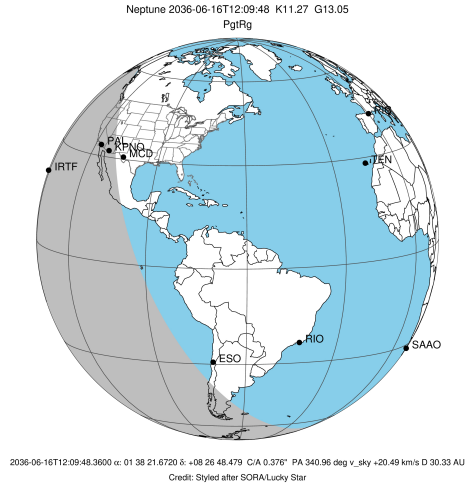 Neptune 2036-06-16T12:09:48 K11.27 G13.05
PgtRg
PAL
KPNO
MCD
IRTF
TEN
RIO
ESO
SAAO
2036-06-16T12:09:48.3600 α: 01 38 21.6720 δ: +08 26 48.479 C/A 0.376" PA 340.96 deg v_sky +20.49 km/s D 30.33 AU
Credit: Styled after SORA/Lucky Star